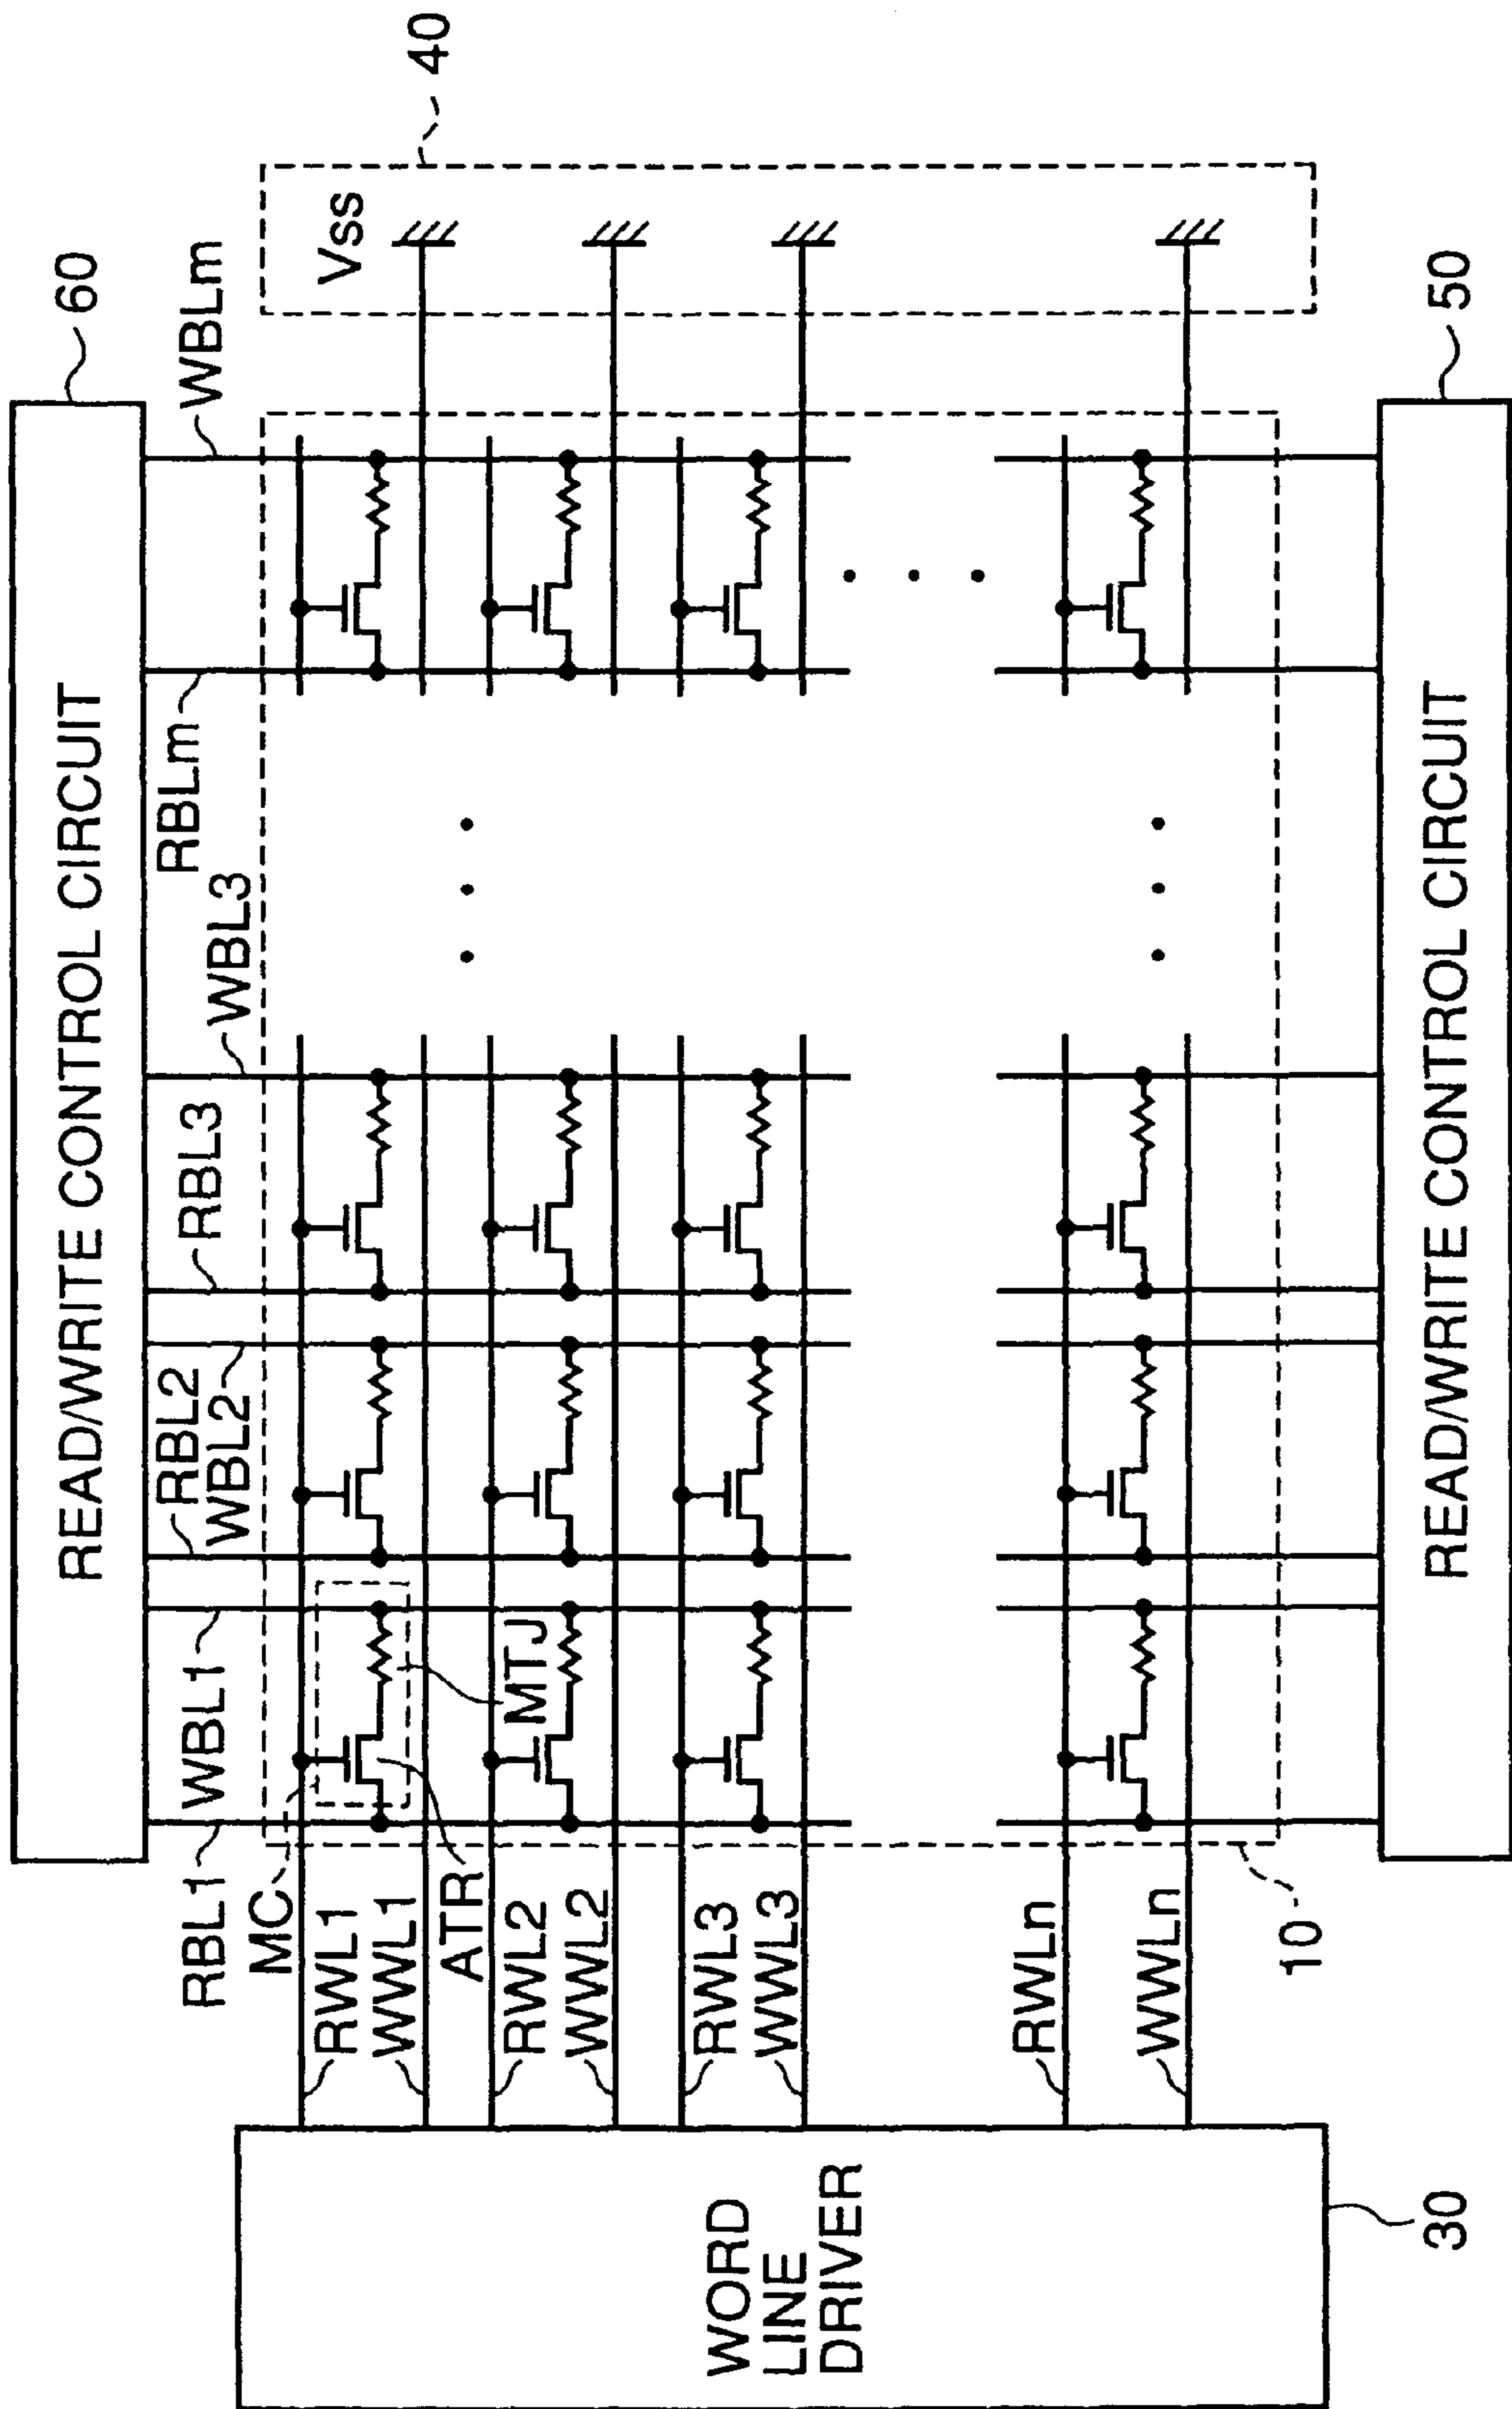 READ/WRITE CONTROL CIRCUIT
60
RBL1
WBL1
RBL2
WBL2
RBL3
WBL3
RBLm
WBLm
40
Vss
MC
RWL1
WWL1
ATR
MTJ
RWL2
WWL2
RWL3
WWL3
RWLn
WWLn
10
WORD
LINE
DRIVER
30
READ/WRITE CONTROL CIRCUIT
50